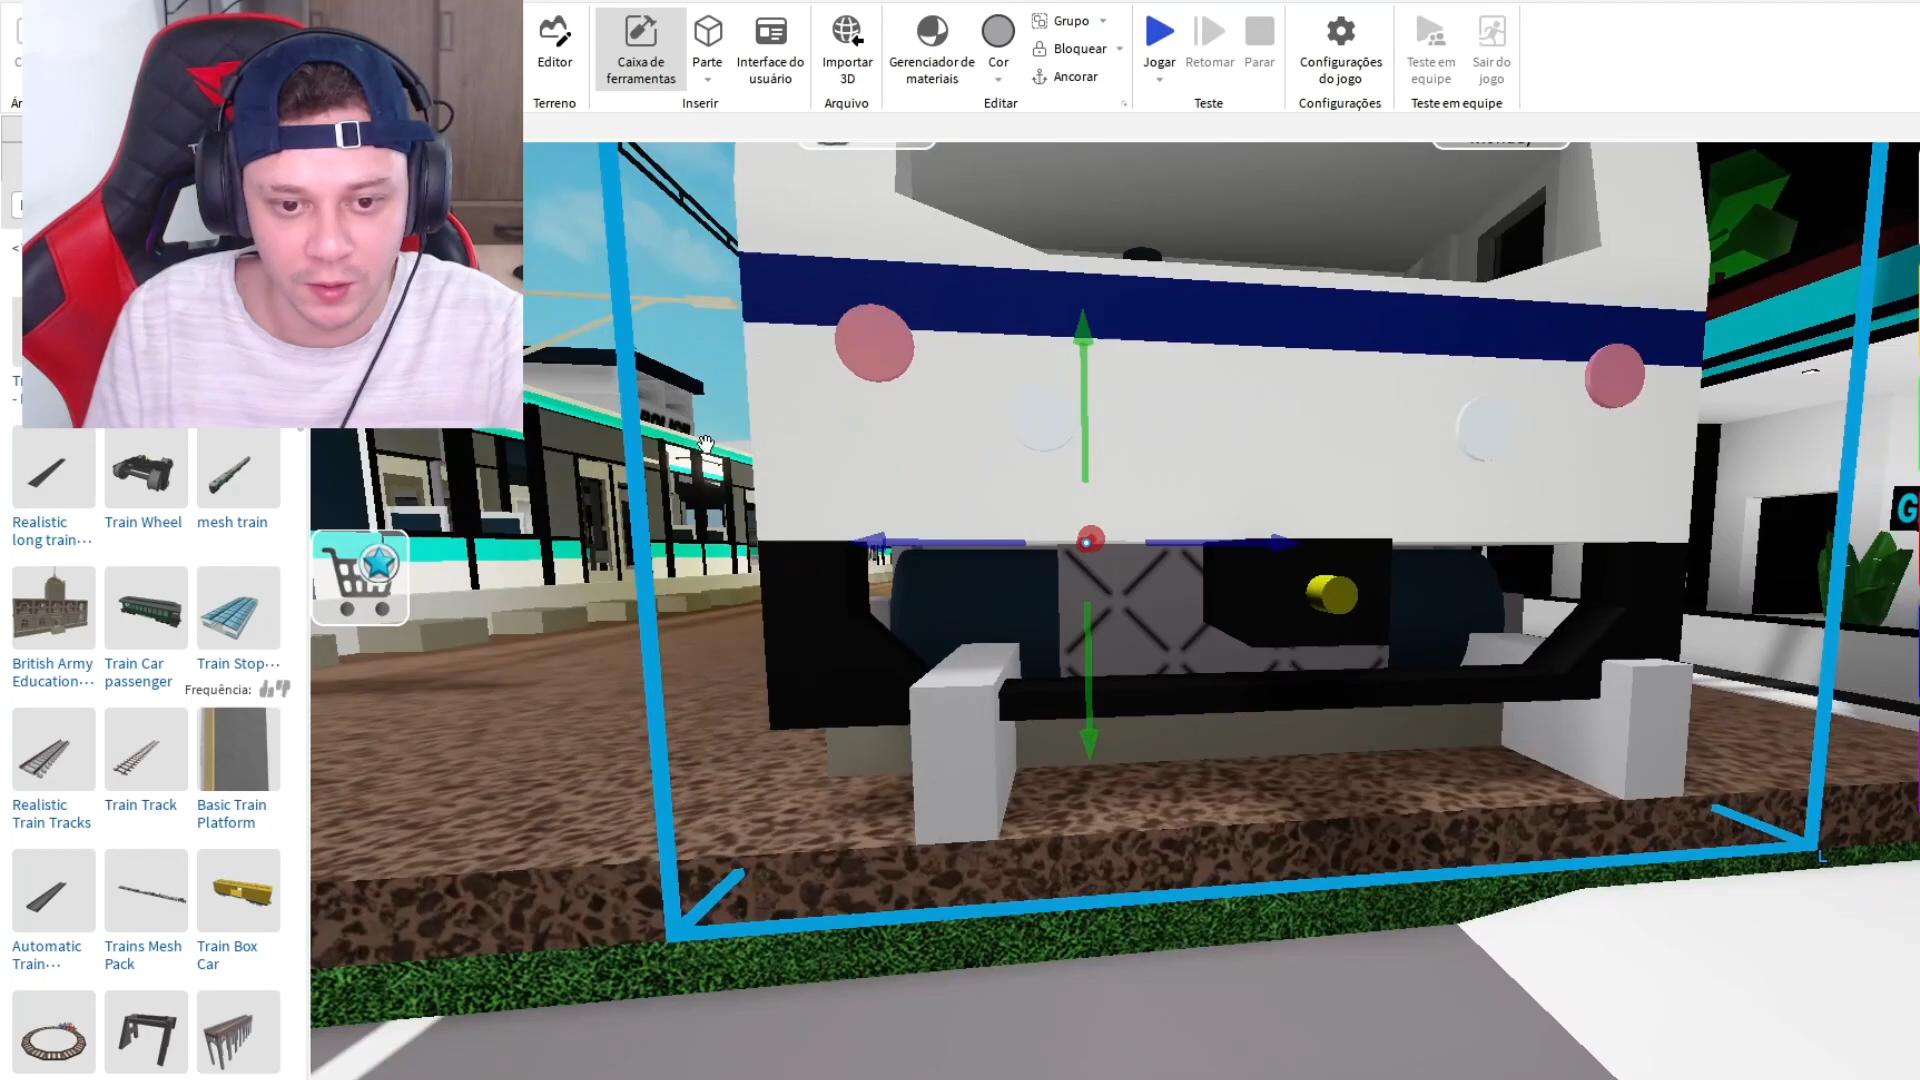 Editor
Caixa de
ferramentas
Parte
Interface do
usuário
Importar
3D
Gerenciador de
materiais
Cor
Grupo
Bloquear
Ancorar
Jogar
Retomar
Parar
Configurações
do jogo
Teste em
equipe
Sair do
jogo
Terreno
Inserir
Arquivo
Editar
Teste
Configurações
Teste em equipe
Realistic
long train···
Train Wheel
mesh train
British Army
Education···
Train Car
passenger
Train Stop···
Frequência:
Realistic
Train Tracks
Train Track
Basic Train
Platform
Automatic
Train···
Trains Mesh
Pack
Train Box
Car
G
L